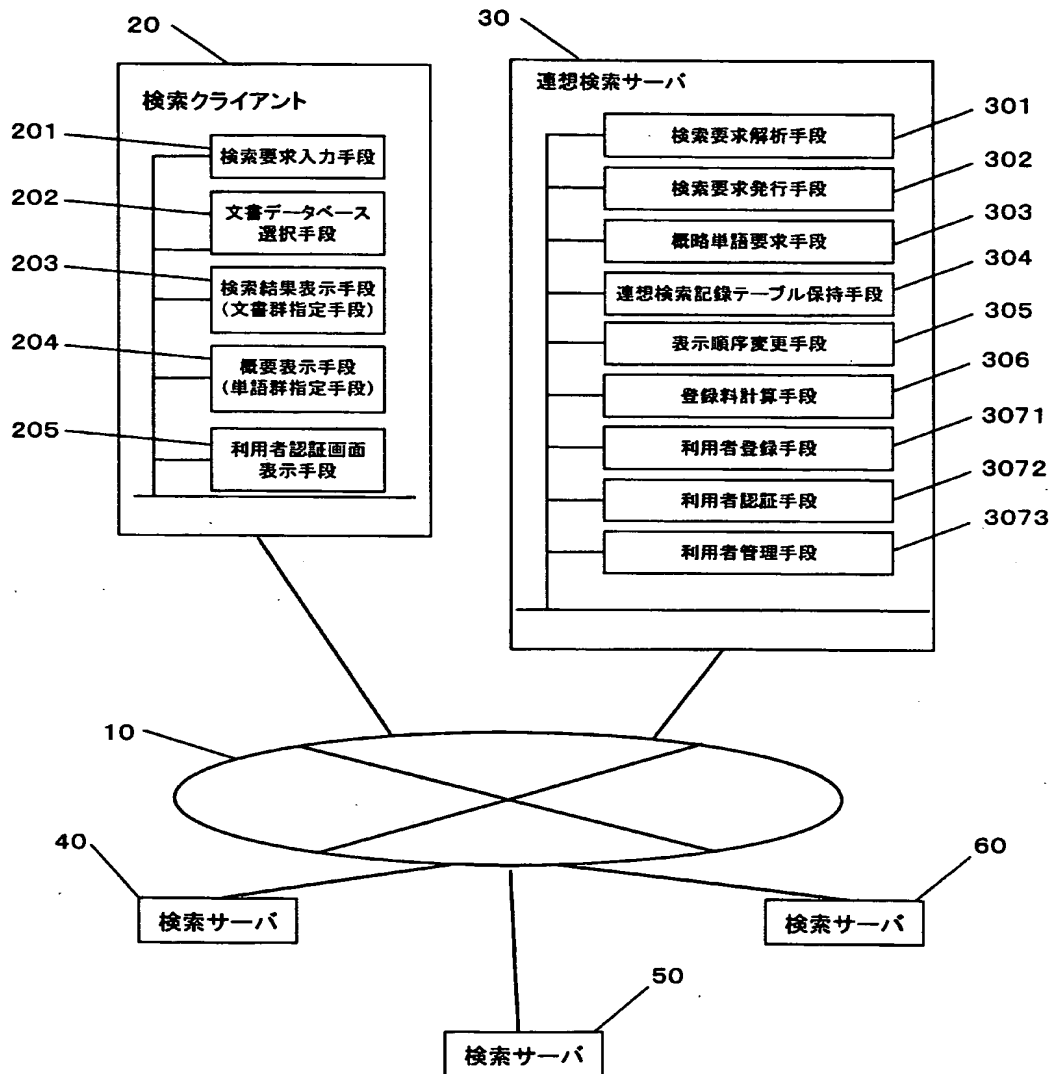 20
検索クライアント
201
検索要求入力手段
202
文書データベース
選択手段
203
検索結果表示手段
(文書群指定手段)
204
概要表示手段
(単語群指定手段)
205
利用者認証画面
表示手段
30
連想検索サーバ
301
検索要求解析手段
302
検索要求発行手段
303
概略単語要求手段
304
連想検索記録テーブル保持手段
305
表示順序変更手段
306
登録料計算手段
3071
利用者登録手段
3072
利用者認証手段
3073
利用者管理手段
10
40
検索サーバ
60
検索サーバ
50
検索サーバ